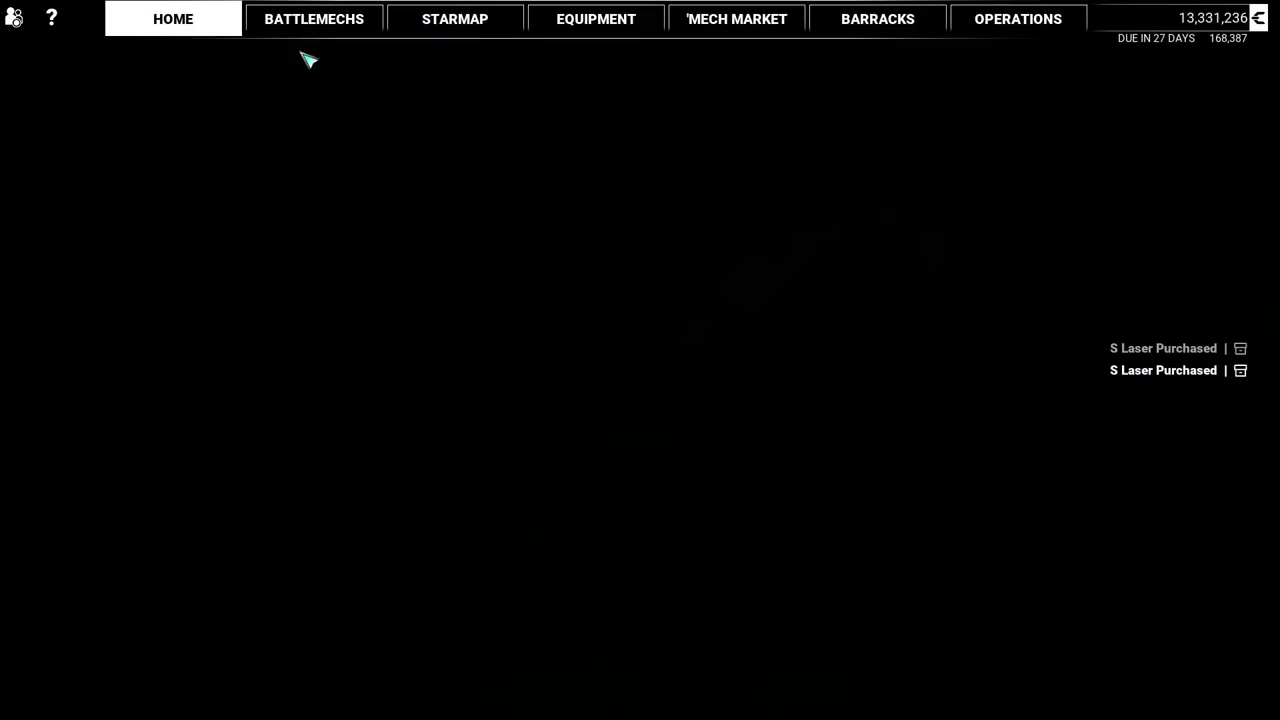 ?
HOME
BATTLEMECHS
STARMAP
EQUIPMENT
'MECH MARKET
BARRACKS
OPERATIONS
13,331,236
DUE IN 27 DAYS 168,387
S Laser Purchased |
S Laser Purchased |